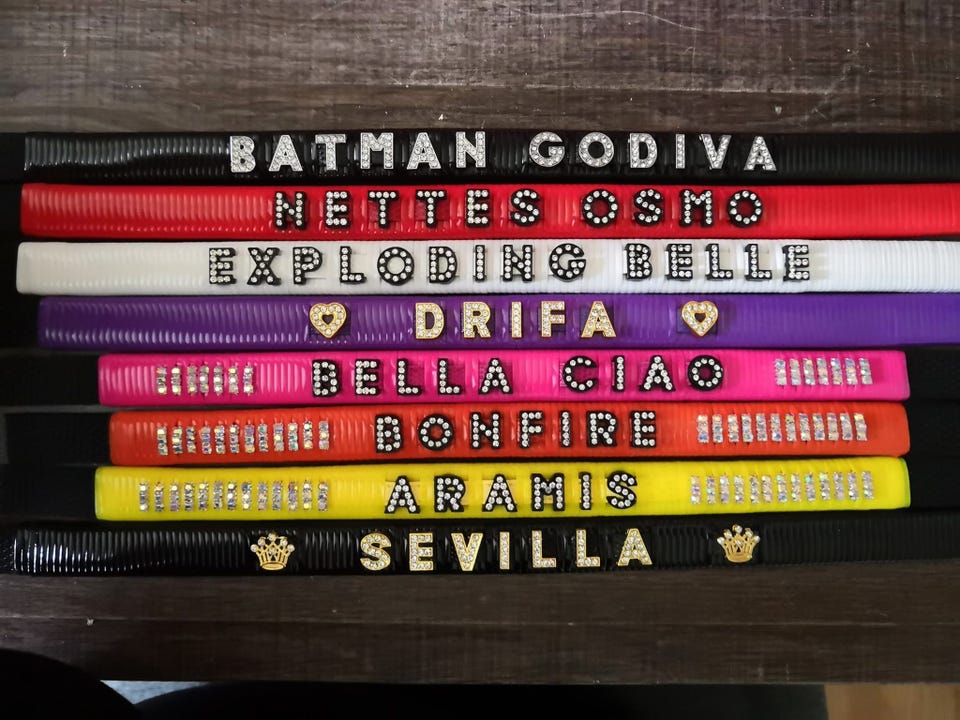 BATMAN GODIVA
NETTES OSMO
EXPLODING BELLE
DRIFA
BELLA CIAO
BONFIRE
ARAMIS
SEVILLA